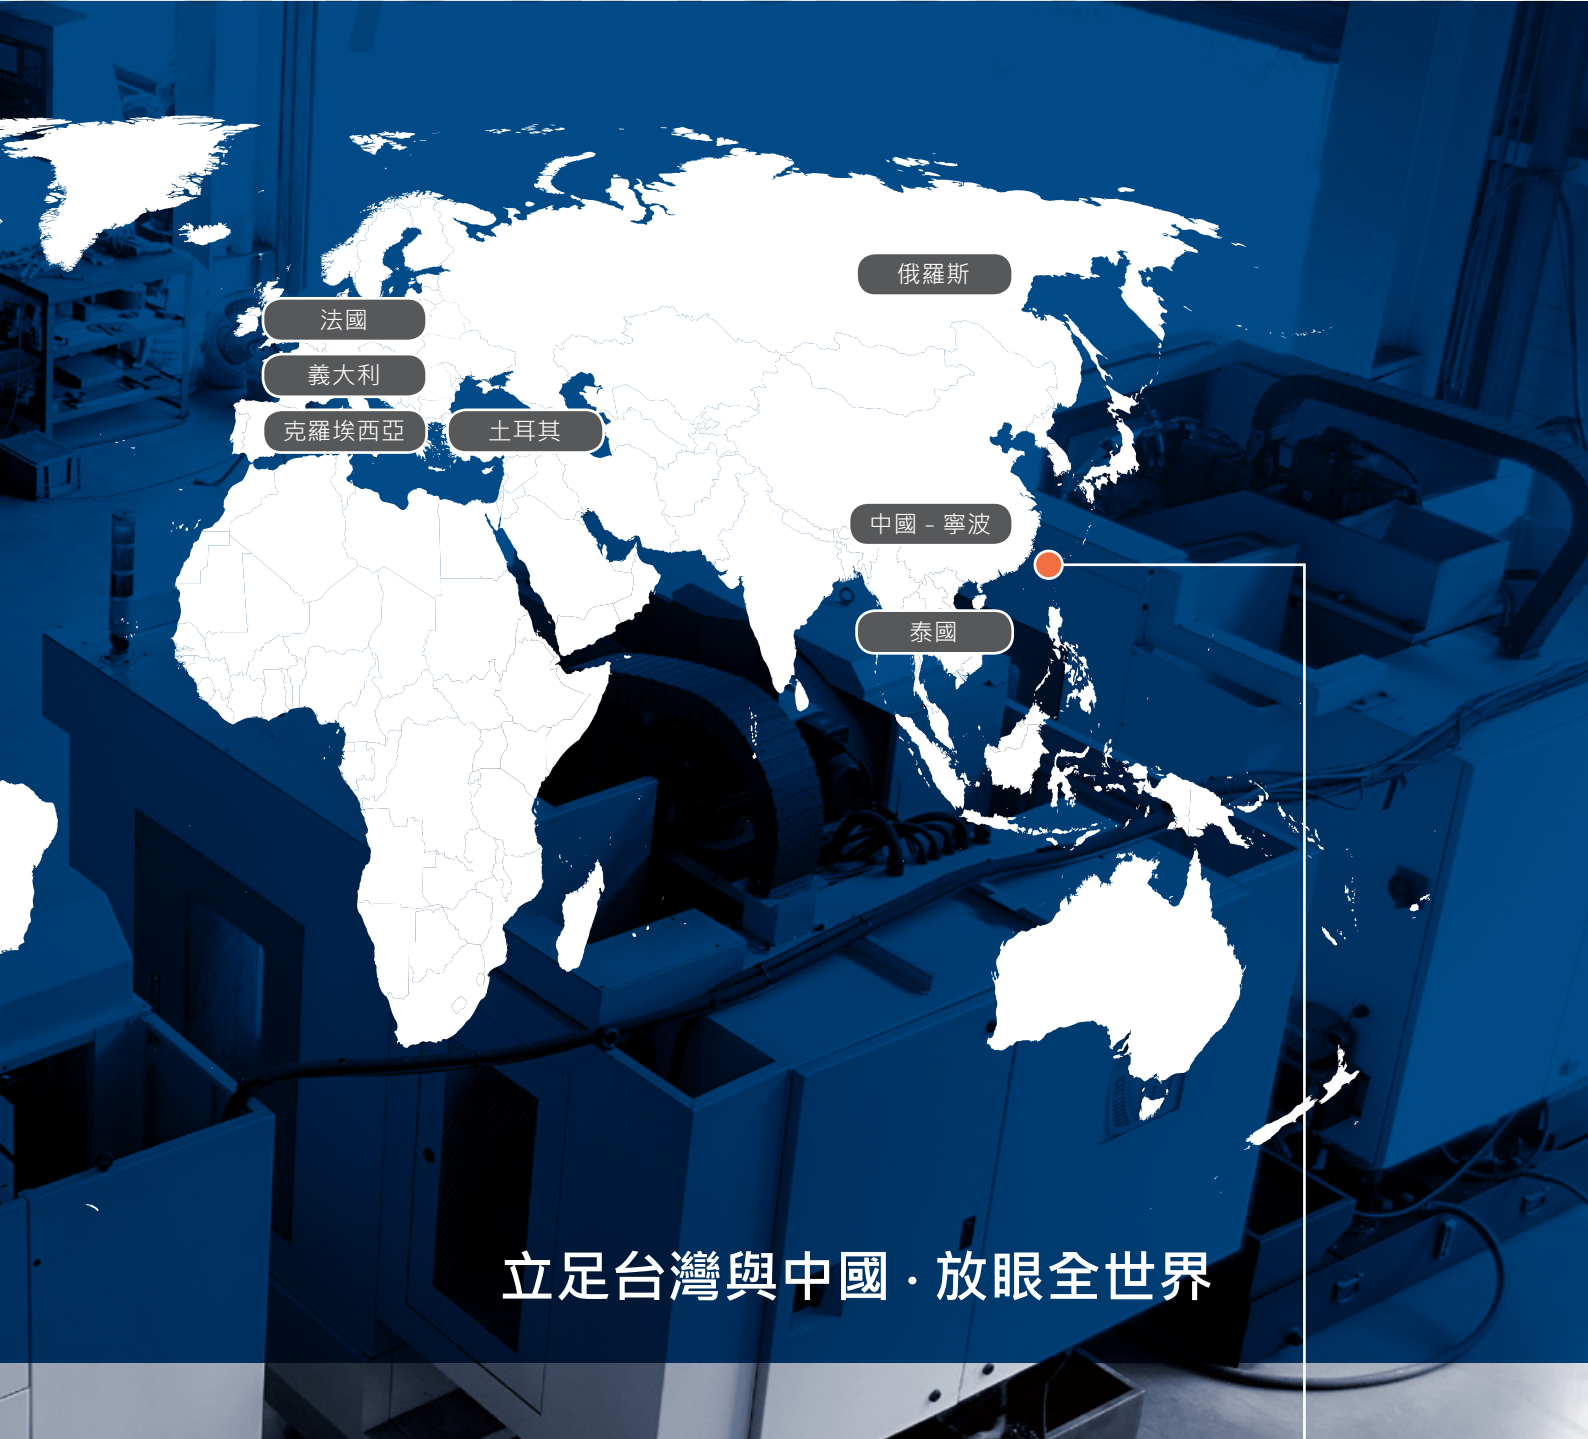 俄羅斯
法國
義大利
克羅埃西亞
土耳其
中國 - 寧波
泰國
立足台灣與中國 · 放眼全世界